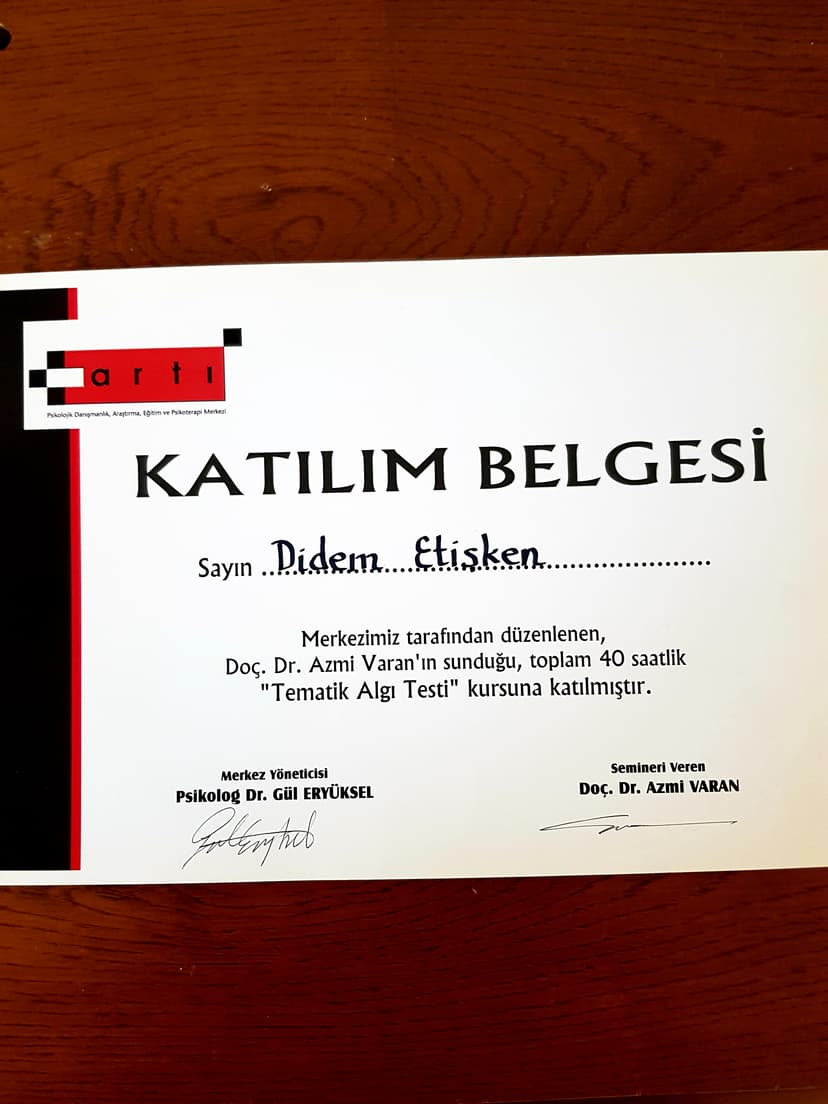 artı
Psikolojik Danışmanlık, Araştırma, Eğitim ve Psikoterapi Merkezi
KATILIM BELGESİ
Sayın ..Didem....Etişken.........................
Merkezimiz tarafından düzenlenen,
Doç. Dr. Azmi Varan'ın sunduğu, toplam 40 saatlik
"Tematik Algı Testi" kursuna katılmıştır.
Merkez Yöneticisi
Psikolog Dr. Gül ERYÜKSEL
Semineri Veren
Doç. Dr. Azmi VARAN